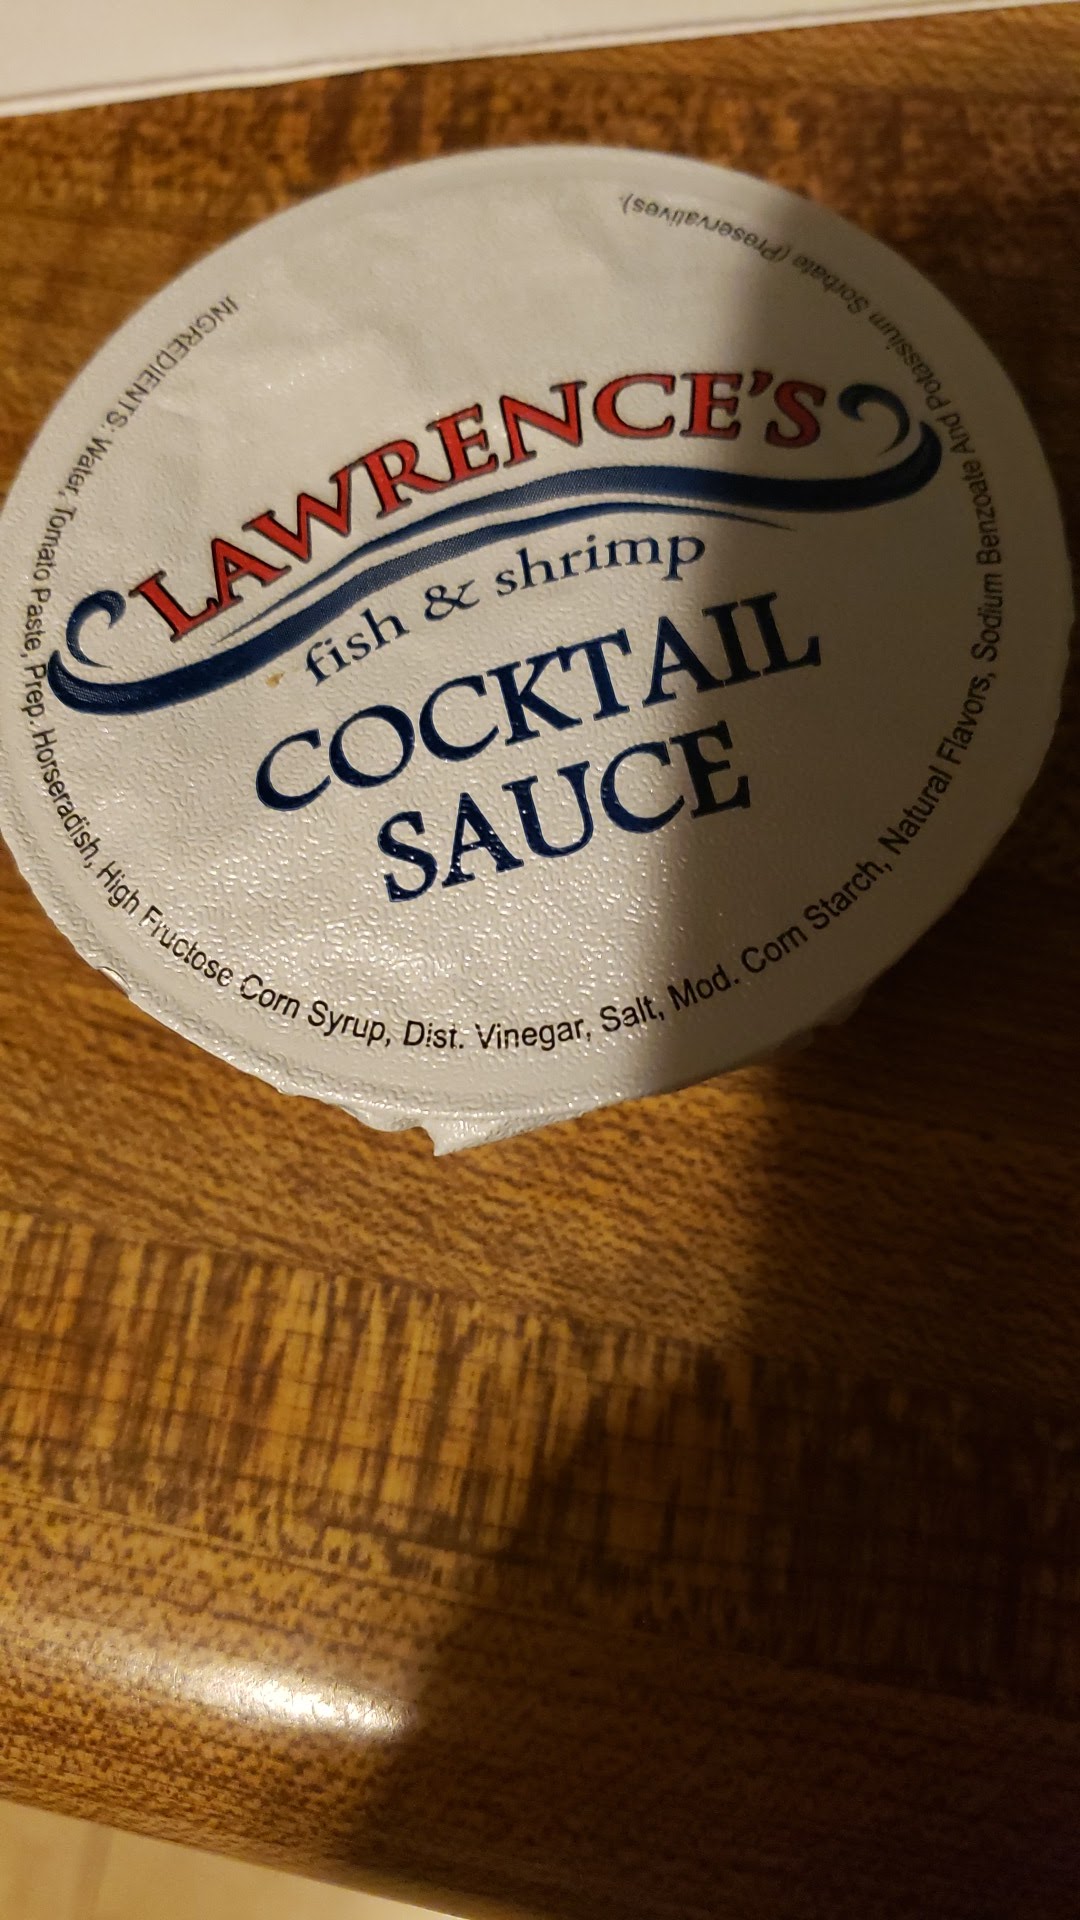 LAWRENCE'S
fish & shrimp
COCKTAIL
SAUCE
INGREDIENTS: Water, Tomato Paste, Prep. Horseradish, High Fructose Corn Syrup, Dist. Vinegar, Salt, Mod. Corn Starch, Natural Flavors, Sodium Benzoate And Potassium Sorbate (Preservatives).